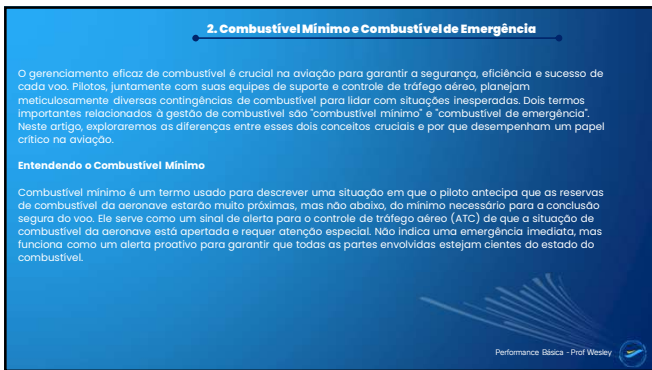 2. Combustível Mínimo e Combustível de Emergência
O gerenciamento eficaz de combustível é crucial na aviação para garantir a segurança, eficiência e sucesso de
cada voo. Pilotos, juntamente com suas equipes de suporte e controle de tráfego aéreo, planejam
meticulosamente diversas contingências de combustível para lidar com situações inesperadas. Dois termos
importantes relacionados à gestão de combustível são "combustível mínimo" e "combustível de emergência".
Neste artigo, exploraremos as diferenças entre esses dois conceitos cruciais e por que desempenham um papel
crítico na aviação.
Entendendo o Combustível Mínimo
Combustível mínimo é um termo usado para descrever uma situação em que o piloto antecipa que as reservas
de combustível da aeronave estarão muito próximas, mas não abaixo, do mínimo necessário para a conclusão
segura do voo. Ele serve como um sinal de alerta para o controle de tráfego aéreo (ATC) de que a situação de
combustível da aeronave está apertada e requer atenção especial. Não indica uma emergência imediata, mas
funciona como um alerta proativo para garantir que todas as partes envolvidas estejam cientes do estado do
combustível.
Performance Básica - Prof Wesley